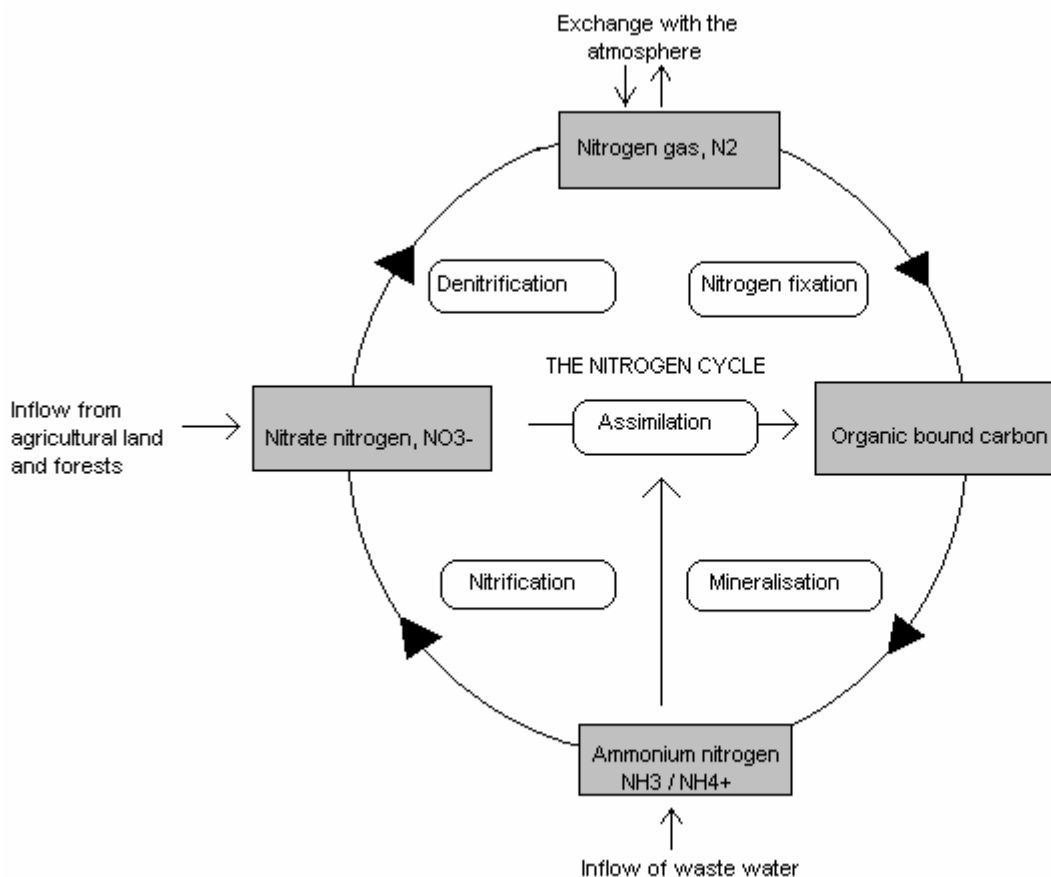 Exchange with the
atmosphere
Nitrogen gas, N2
Denitrification
Nitrogen fixation
THE NITROGEN CYCLE
Inflow from
agricultural land
and forests
Nitrate nitrogen, NO3-
Assimilation
Organic bound carbon
Nitrification
Mineralisation
Ammonium nitrogen
NH3 / NH4+
Inflow of waste water